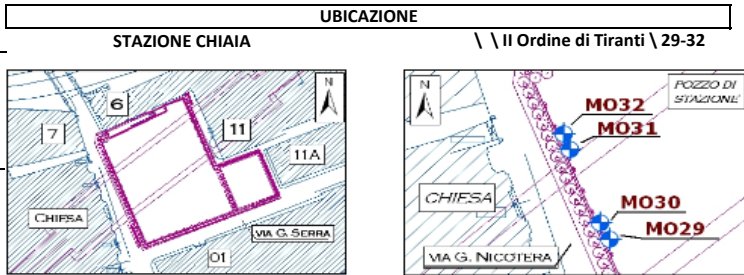 UBICAZIONE
STAZIONE CHIAIA
\ \ II Ordine di Tiranti \ 29-32
N
6
7
11
11A
CHIESA
VIA G. SERRA
01
N
POZZO DI
STAZIONE
MO32
MO31
CHIESA
MO30
MO29
VIA G. NICOTERA